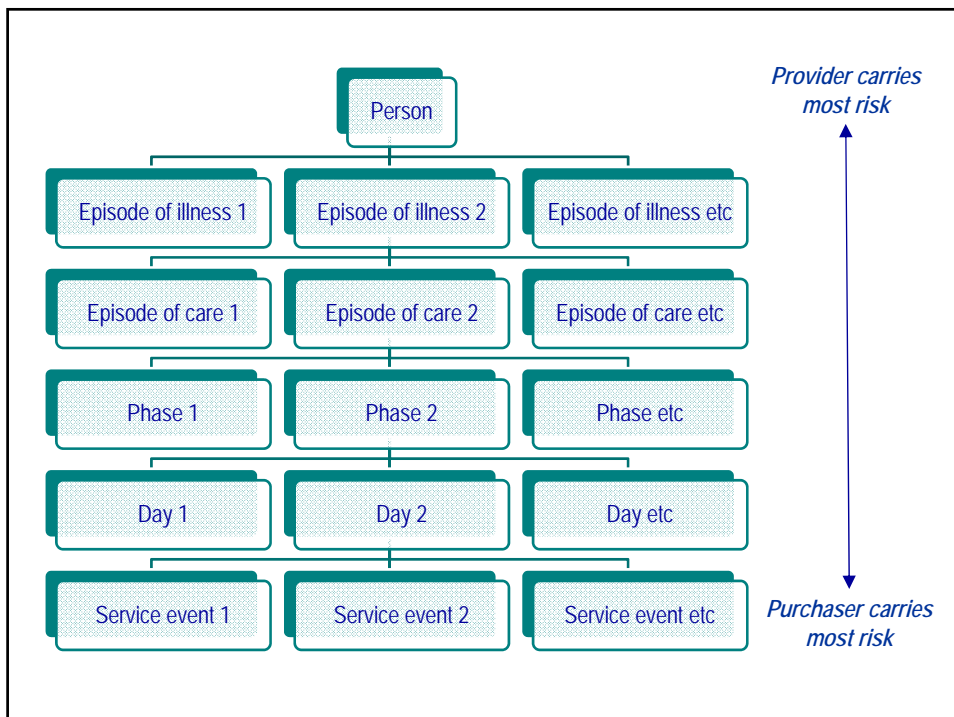 Provider carries
most risk
Person
Episode of illness 1
Episode of illness 2
Episode of illness etc
Episode of care 1
Episode of care 2
Episode of care etc
Phase 1
Phase 2
Phase etc
Day 1
Day 2
Day etc
Service event 1
Service event 2
Service event etc
Purchaser carries
most risk